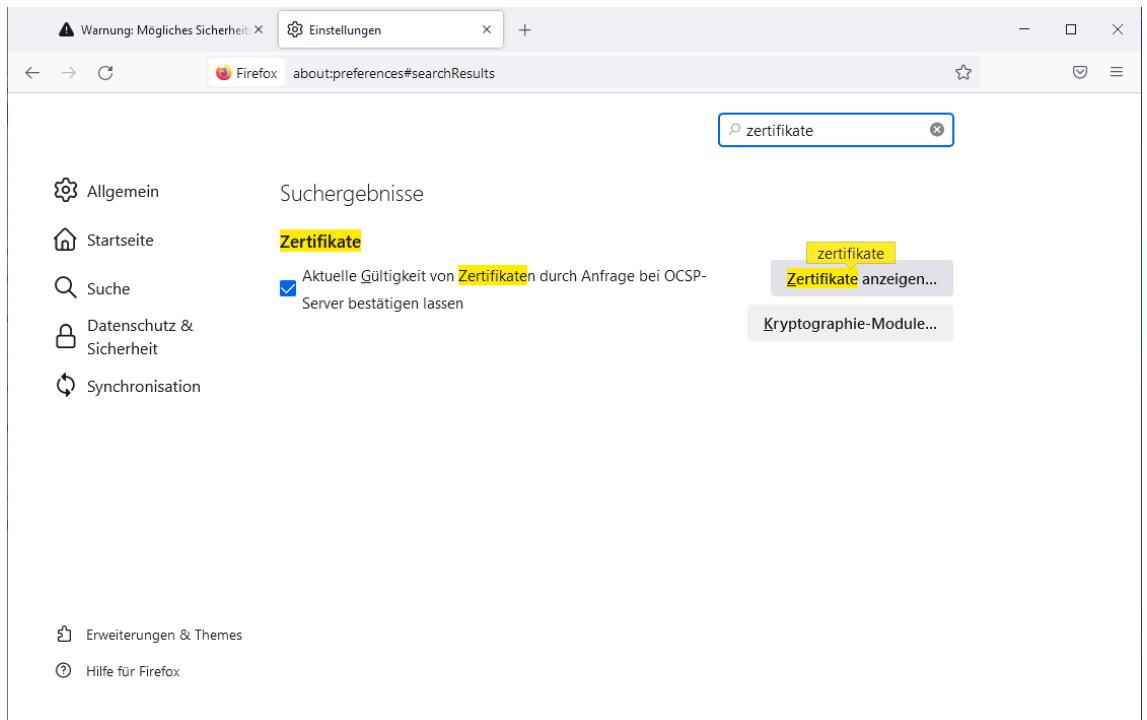 Warnung: Mögliches Sicherheits
Einstellungen
Firefox about:preferences#searchResults
zertifikate
Allgemein
Startseite
Suche
Datenschutz &
Sicherheit
Synchronisation
Suchergebnisse
Zertifikate
Aktuelle Gültigkeit von Zertifikaten durch Anfrage bei OCSP-
Server bestätigen lassen
zertifikate
Zertifikate anzeigen...
Kryptographie-Module...
Erweiterungen & Themes
Hilfe für Firefox